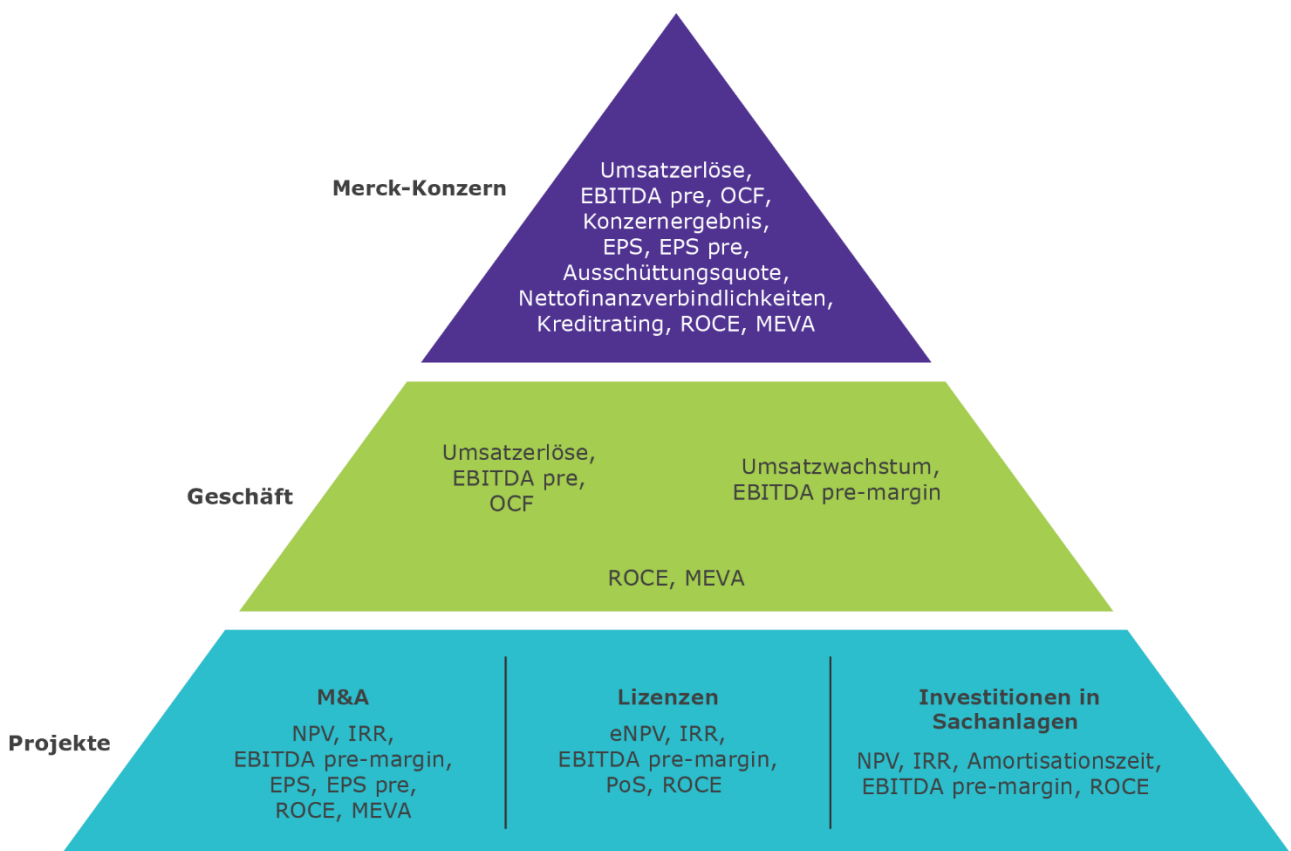 Merck-Konzern
Umsatzerlöse,
EBITDA pre, OCF,
Konzernergebnis,
EPS, EPS pre,
Ausschüttungsquote,
Nettofinanzverbindlichkeiten,
Kreditrating, ROCE, MEVA
Geschäft
Umsatzerlöse,
EBITDA pre,
OCF
Umsatzwachstum,
EBITDA pre-margin
ROCE, MEVA
Projekte
M&A
NPV, IRR,
EBITDA pre-margin,
EPS, EPS pre,
ROCE, MEVA
Lizenzen
eNPV, IRR,
EBITDA pre-margin,
PoS, ROCE
Investitionen in
Sachanlagen
NPV, IRR, Amortisationszeit,
EBITDA pre-margin, ROCE